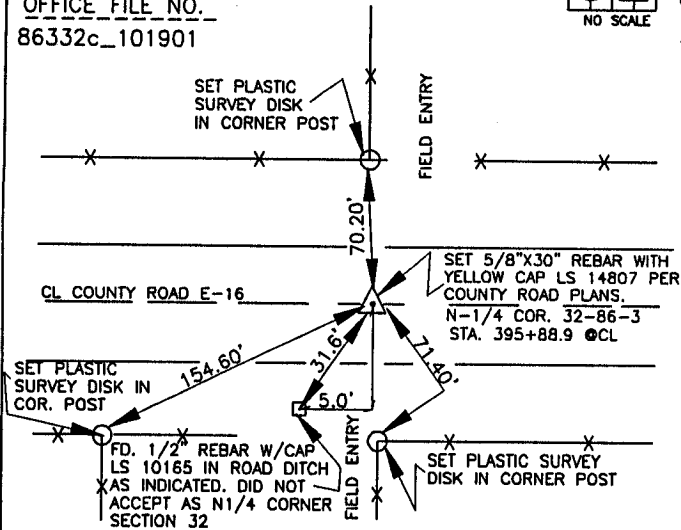 OFFICE FILE NO.
86332c_101901
NO SCALE
SET PLASTIC
SURVEY DISK
IN CORNER POST
FIELD ENTRY
70.20'
SET 5/8"X30" REBAR WITH
YELLOW CAP LS 14807 PER
COUNTY ROAD PLANS.
N-1/4 COR. 32-86-3
STA. 395+88.9 @CL
CL COUNTY ROAD E-16
154.60'
31.6'
71.40'
5.0'
SET PLASTIC
SURVEY DISK IN
COR. POST
FD. 1/2" REBAR W/CAP
LS 10165 IN ROAD DITCH
AS INDICATED. DID NOT
ACCEPT AS N1/4 CORNER
SECTION 32
FIELD ENTRY
SET PLASTIC SURVEY
DISK IN CORNER POST